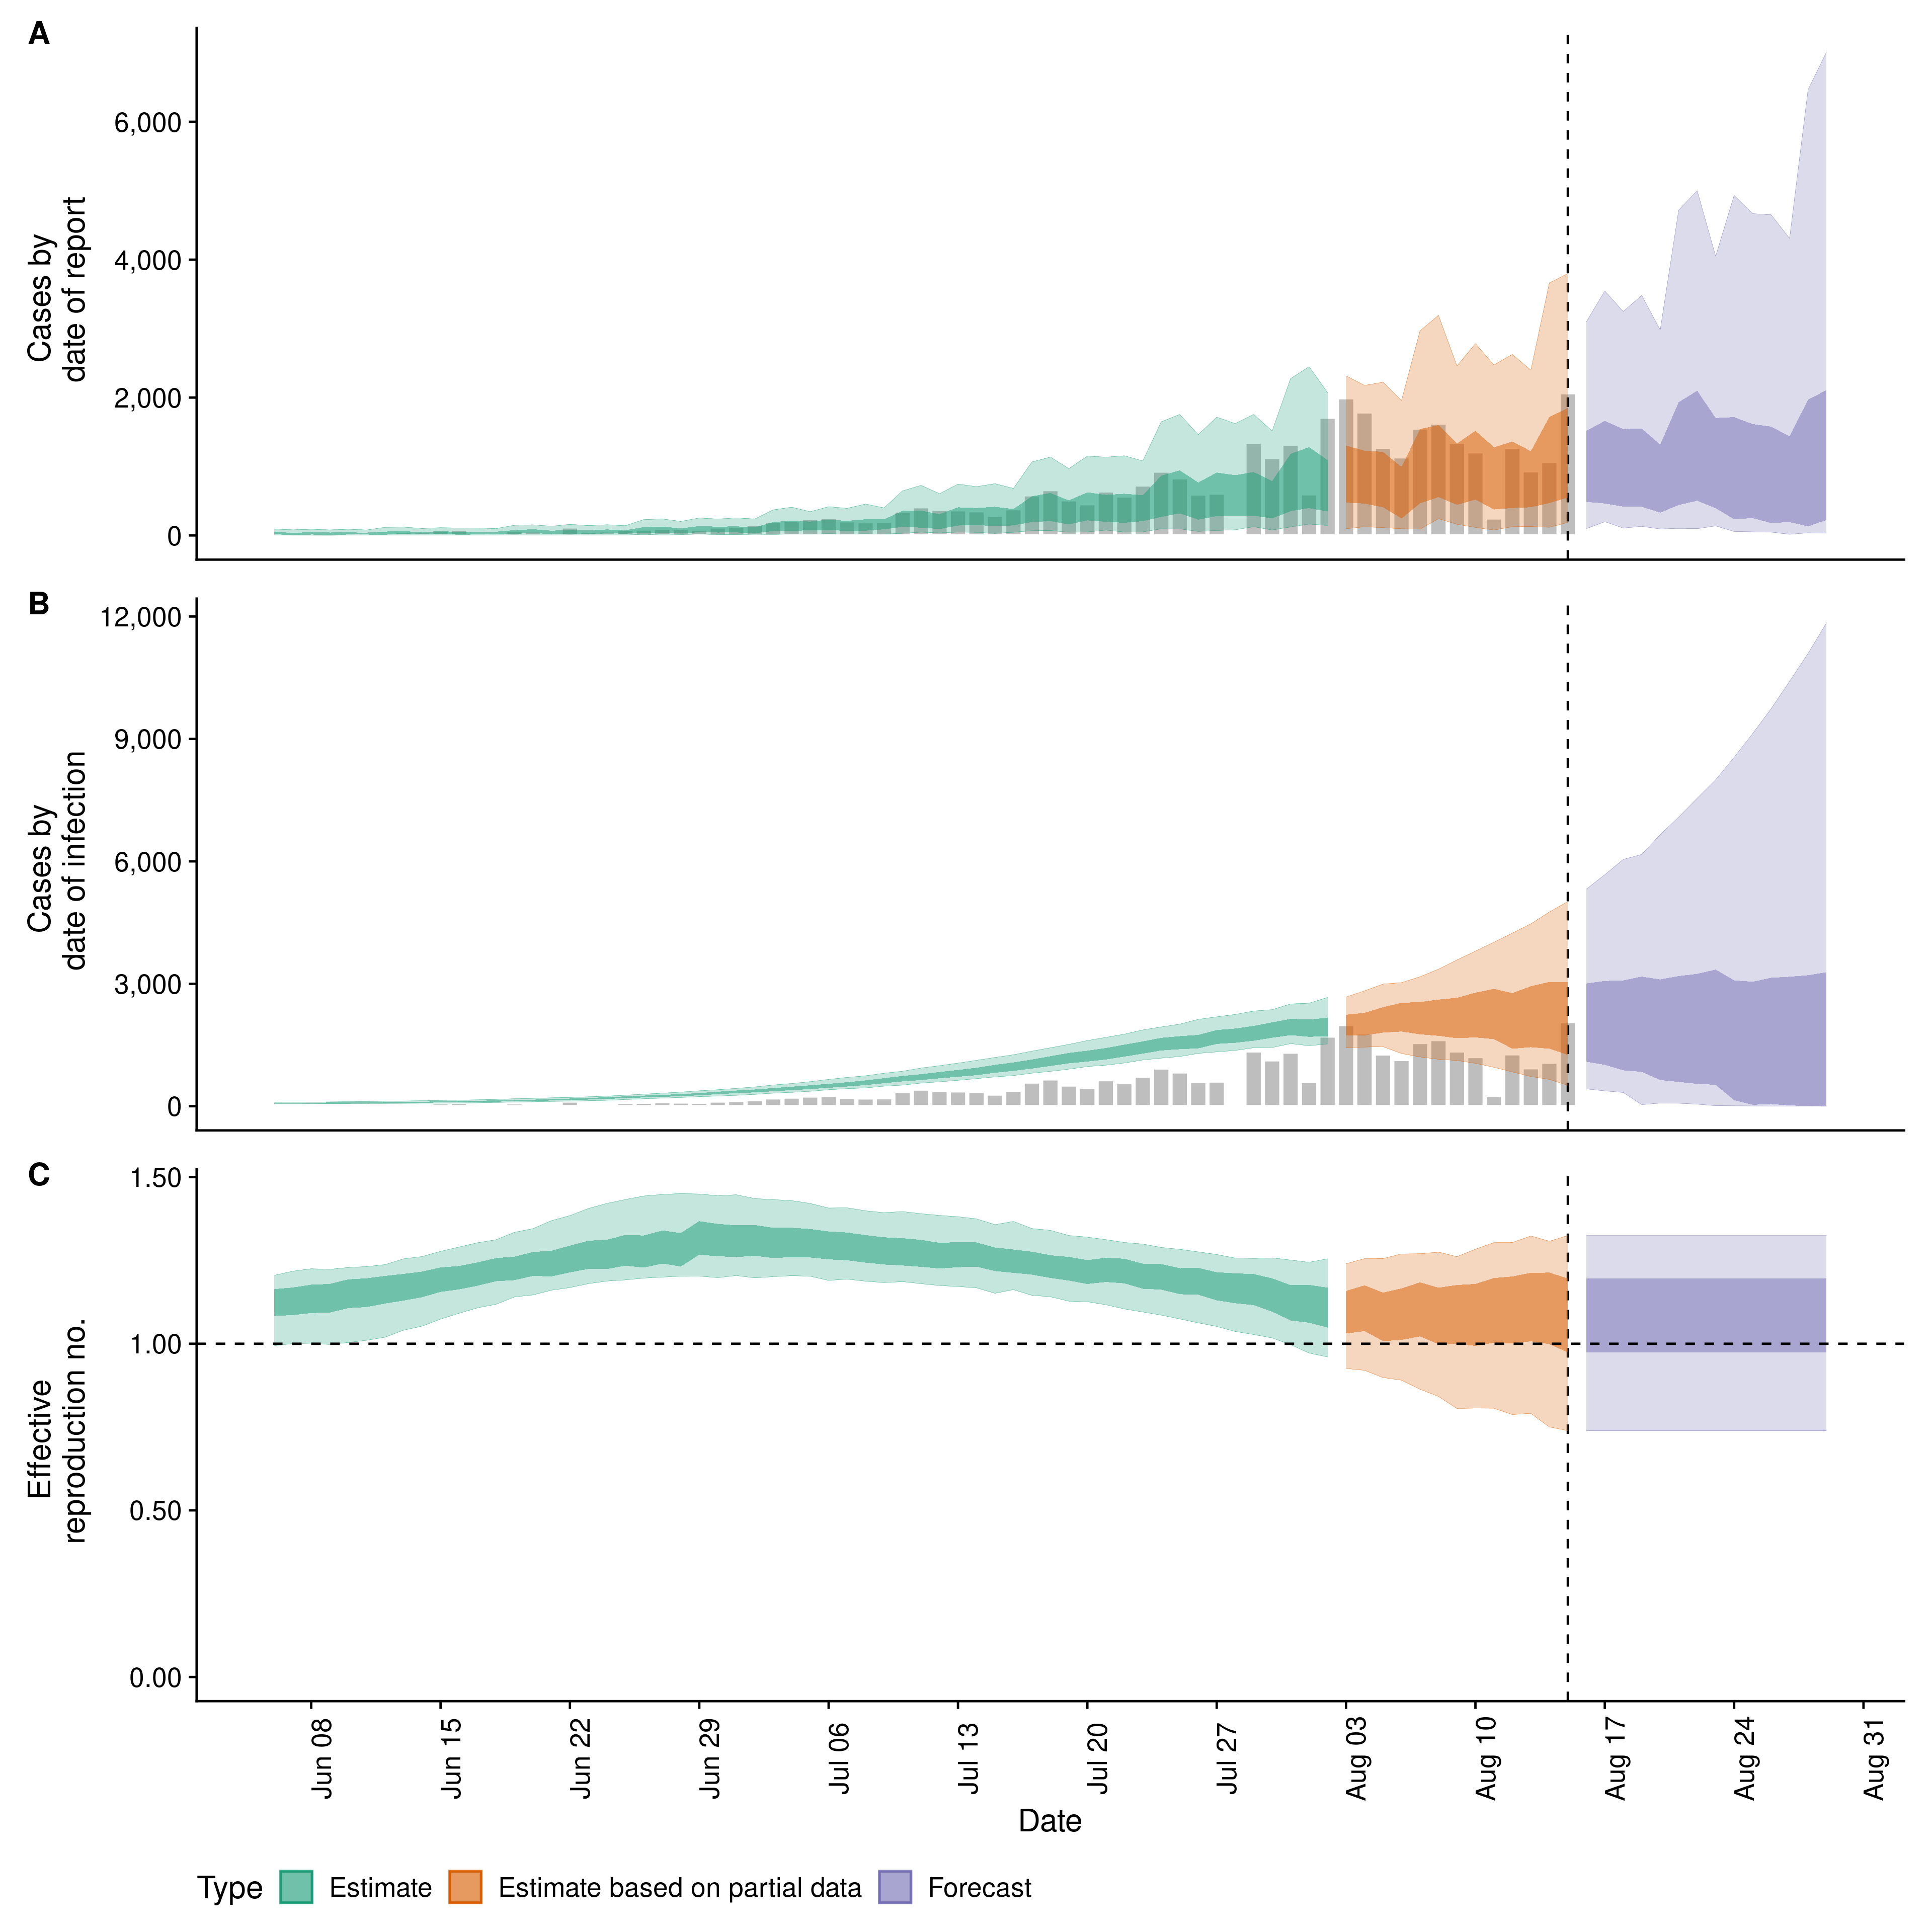 A
Cases by
date of report
6,000
4,000
2,000
0
B
Cases by
date of infection
12,000
9,000
6,000
3,000
0
C
Effective
reproduction no.
1.50
1.00
0.50
0.00
Jun 08
Jun 15
Jun 22
Jun 29
Jul 06
Jul 13
Jul 20
Jul 27
Aug 03
Aug 10
Aug 17
Aug 24
Aug 31
Date
Type Estimate Estimate based on partial data Forecast